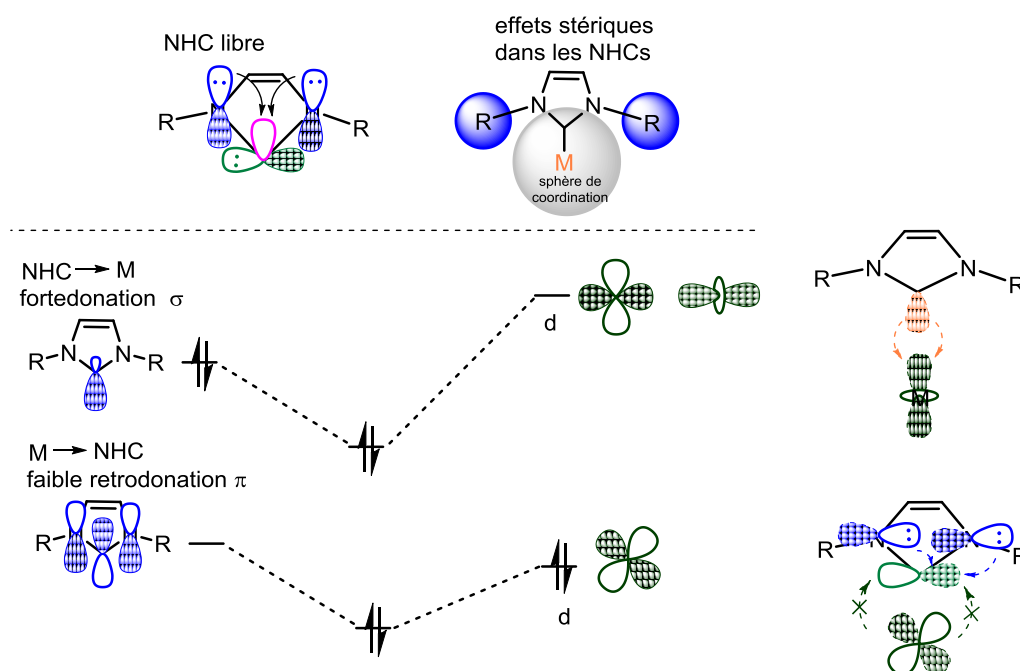 effets stériques
dans les NHCs
NHC libre
N N
R R
N N
R R
M
sphère de
coordination
NHC → M
fortedonation σ
N N
R R
d
N N
R R
M
M → NHC
faible retrodonation π
N N
R R
d
N N
R R